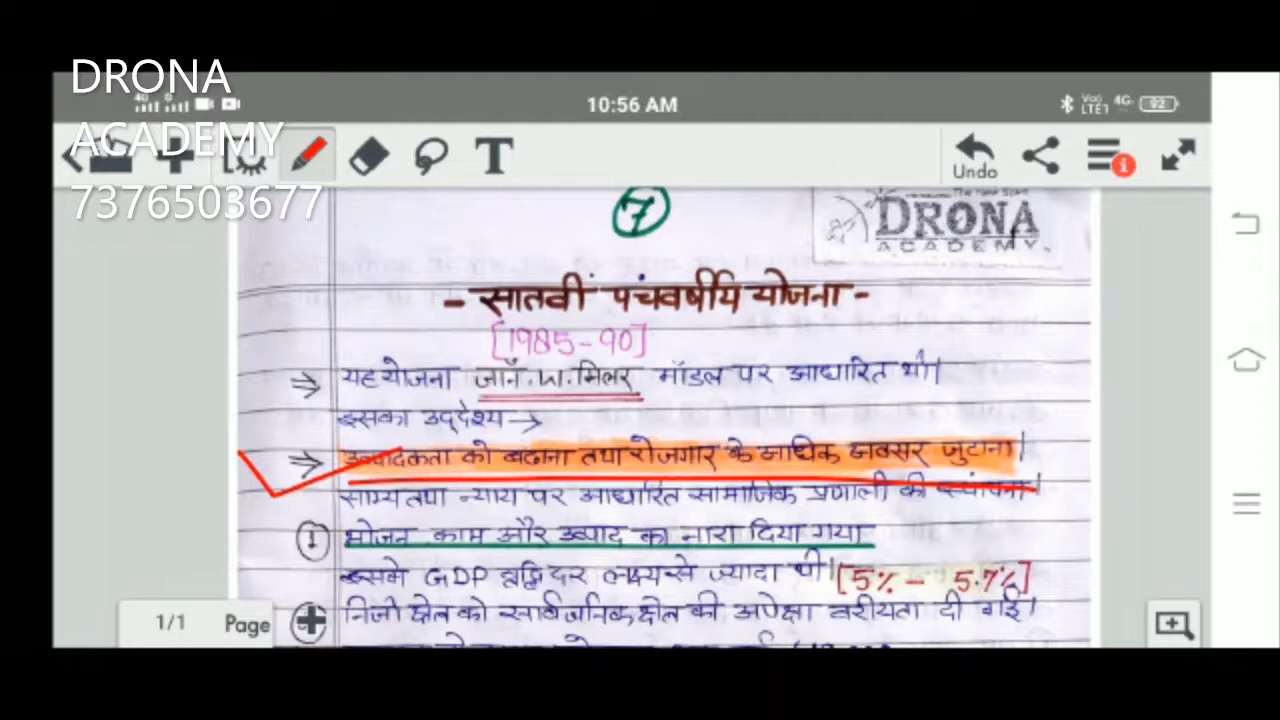 DRONA
ACADEMY
7376503677
10:56 AM
4G
92
T
Undo
7
DRONA
ACADEMY
- सातवीं पंचवर्षीय योजना -
[1985-90]
⇒ यह योजना जॉन.W.मिलर मॉडल पर आधारित थी।
इसका उद्देश्य →
⇒ उत्पादकता को बढाना तथा रोजगार के अधिक अवसर जुटाना।
साम्य तथा न्याय पर आधारित सामाजिक प्रणाली की स्थापना।
① भोजन काम और उत्पाद का नारा दिया गया
इसमे GDP वृद्धि दर लक्ष्य से ज्यादा थी। [5% - 5.7%]
निजी क्षेत्र को सार्वजनिक क्षेत्र की अपेक्षा वरीयता दी गई।
1/1 Page